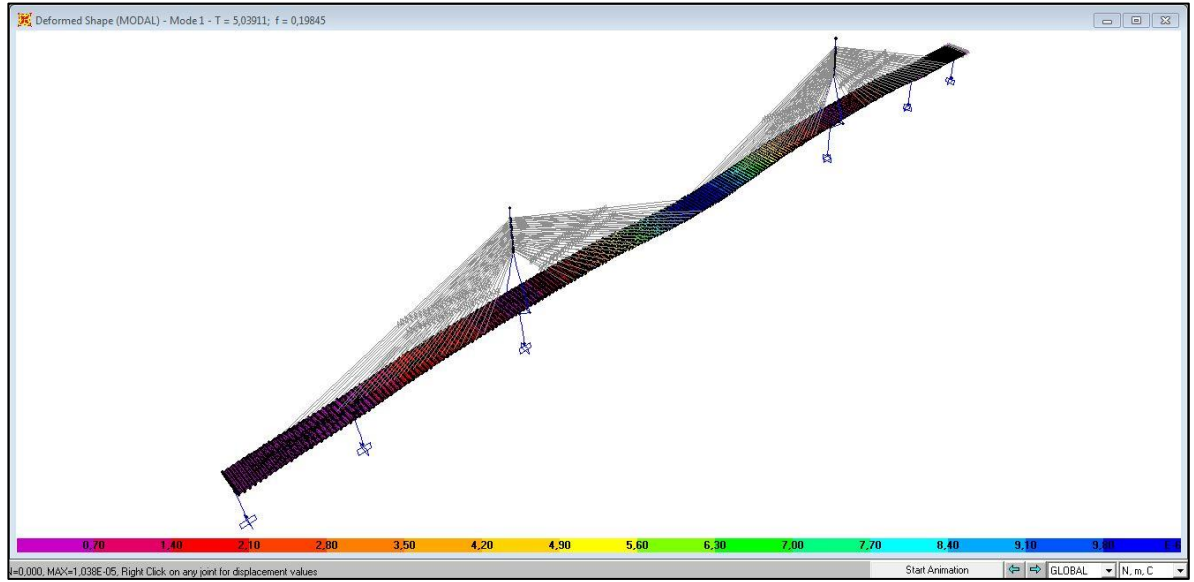 Deformed Shape (MODAL) - Mode 1 - T = 5,03911; f = 0,19845
0,70 1,40 2,10 2,80 3,50 4,20 4,90 5,60 6,30 7,00 7,70 8,40 9,10
N=0,000, MAX=1,038E-05, Right Click on any joint for displacement values
Start Animation
GLOBAL
N, m, C